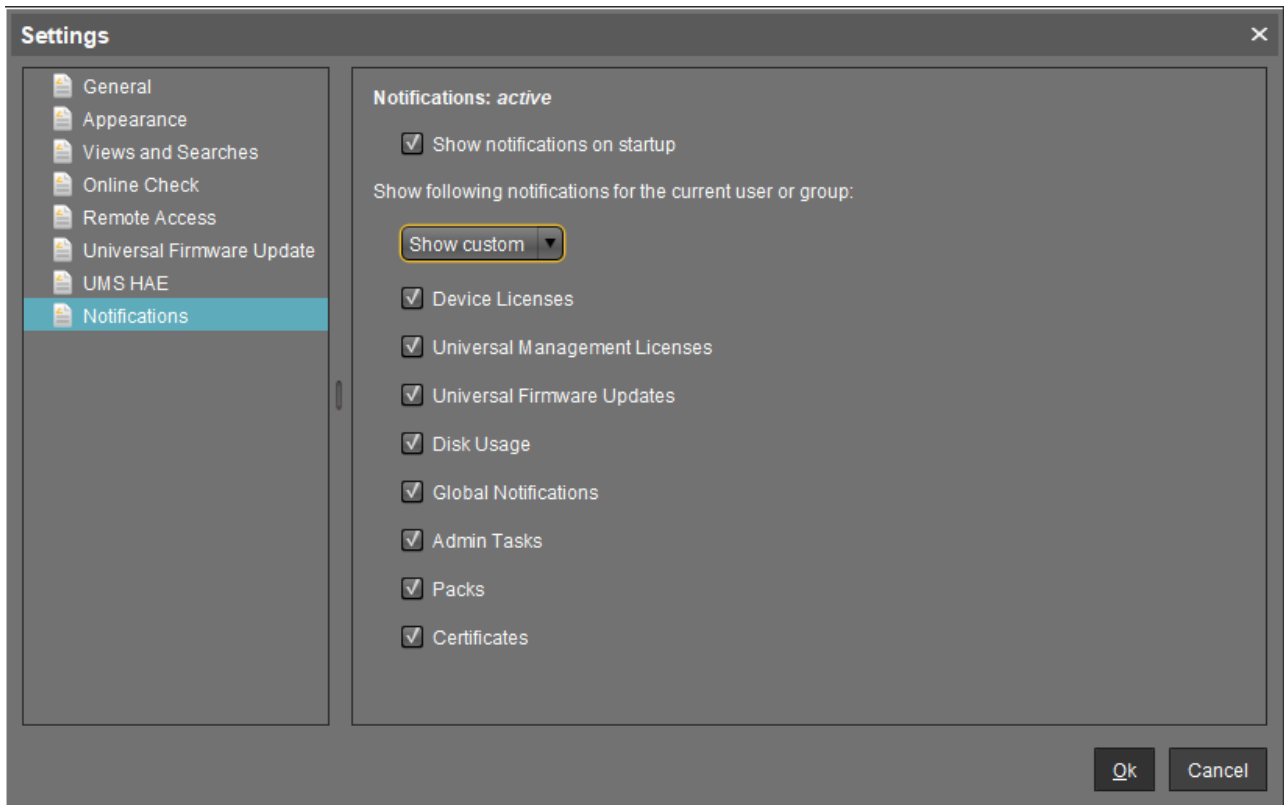 Settings
General
Appearance
Views and Searches
Online Check
Remote Access
Universal Firmware Update
UMS HAE
Notifications
Notifications: active
Show notifications on startup
Show following notifications for the current user or group:
Show custom
Device Licenses
Universal Management Licenses
Universal Firmware Updates
Disk Usage
Global Notifications
Admin Tasks
Packs
Certificates
Ok
Cancel